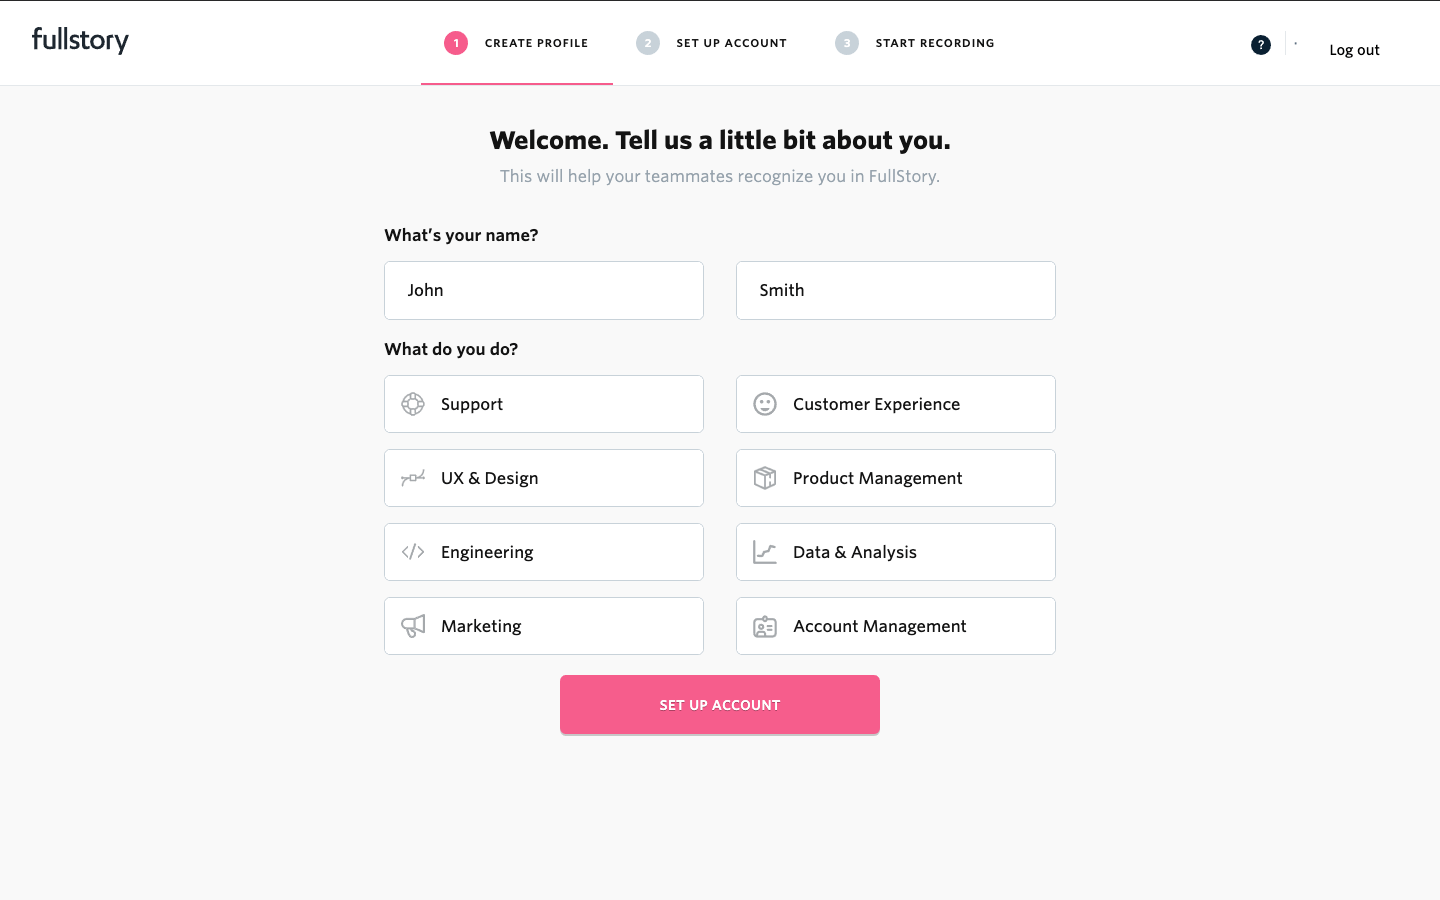 fullstory
1 CREATE PROFILE
2 SET UP ACCOUNT
3 START RECORDING
?
Log out
Welcome. Tell us a little bit about you.
This will help your teammates recognize you in FullStory.
What's your name?
John
Smith
What do you do?
Support
Customer Experience
UX & Design
Product Management
Engineering
Data & Analysis
Marketing
Account Management
SET UP ACCOUNT